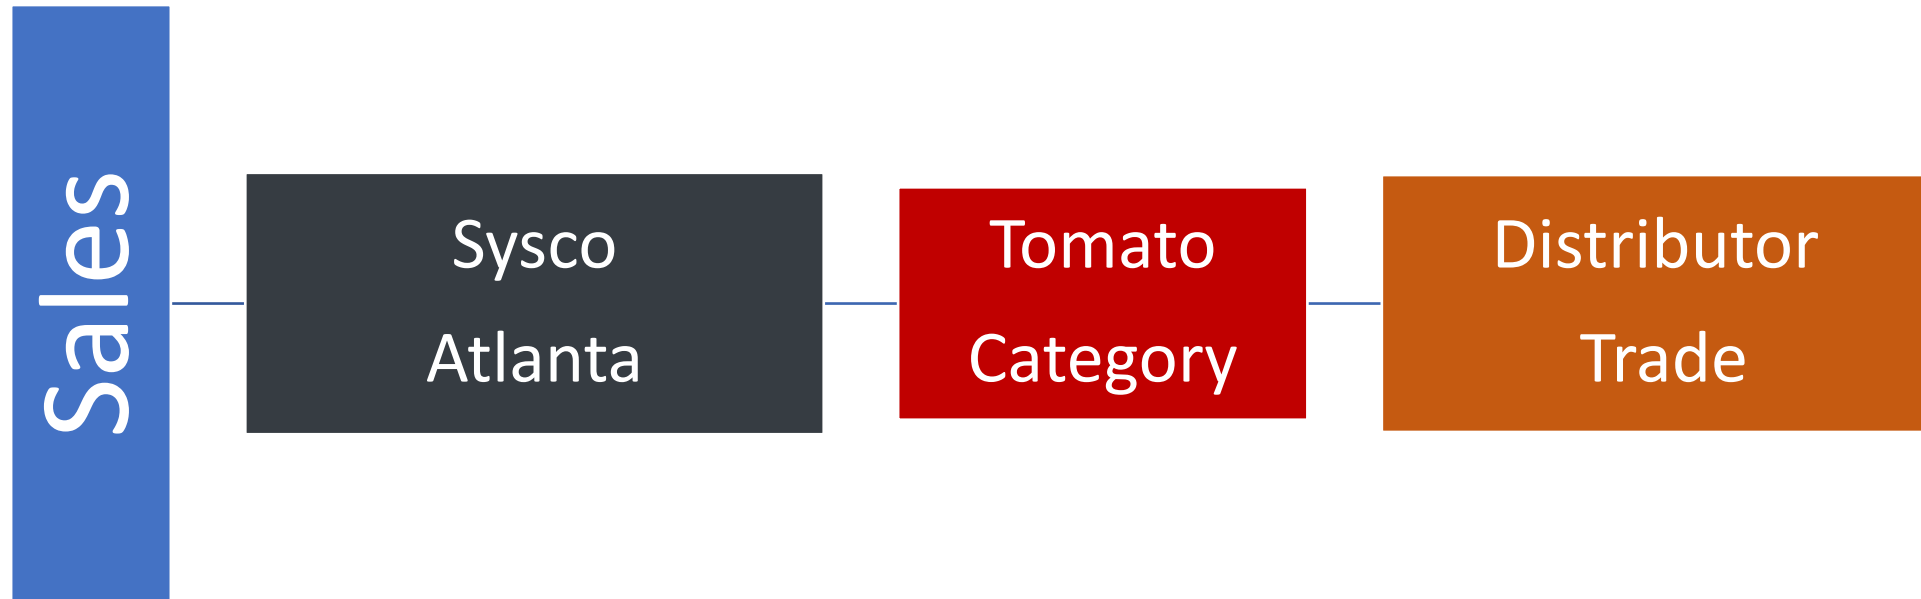 Sales
Sysco
Atlanta
Tomato
Category
Distributor
Trade